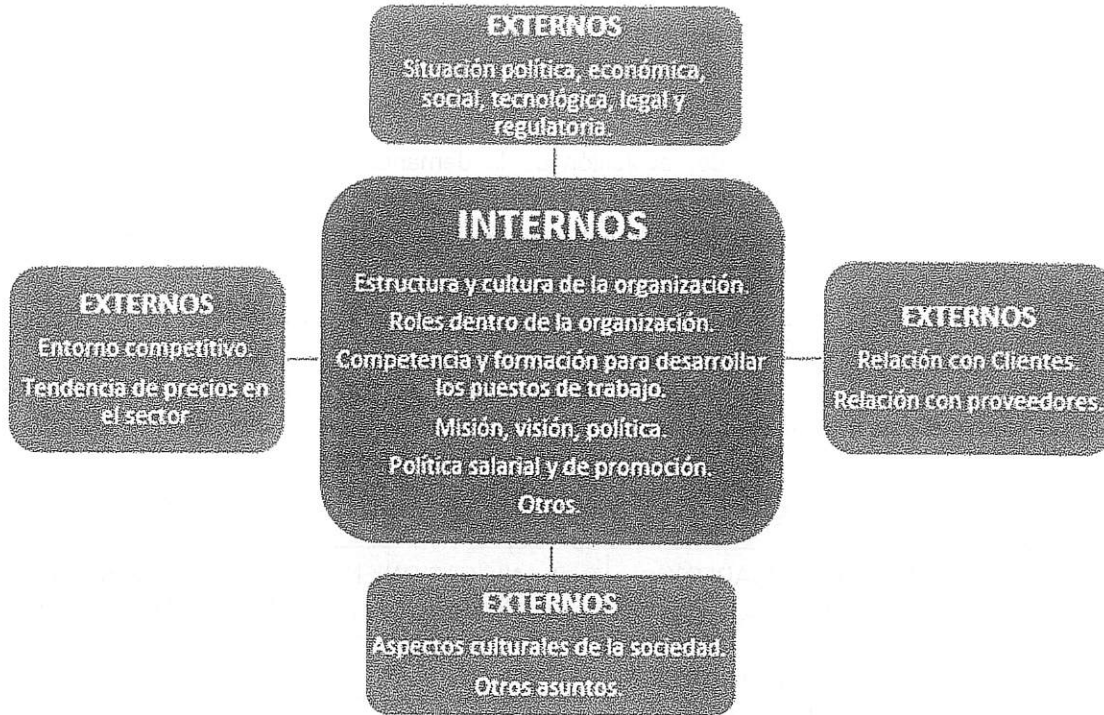 EXTERNOS
Situación política, económica,
social, tecnológica, legal y
regulatoria.
INTERNOS
Estructura y cultura de la organización.
Roles dentro de la organización.
Competencia y formación para desarrollar
los puestos de trabajo.
Misión, visión, política.
Política salarial y de promoción.
Otros.
EXTERNOS
Entorno competitivo.
Tendencia de precios en
el sector
EXTERNOS
Relación con Clientes.
Relación con proveedores.
EXTERNOS
Aspectos culturales de la sociedad.
Otros asuntos.